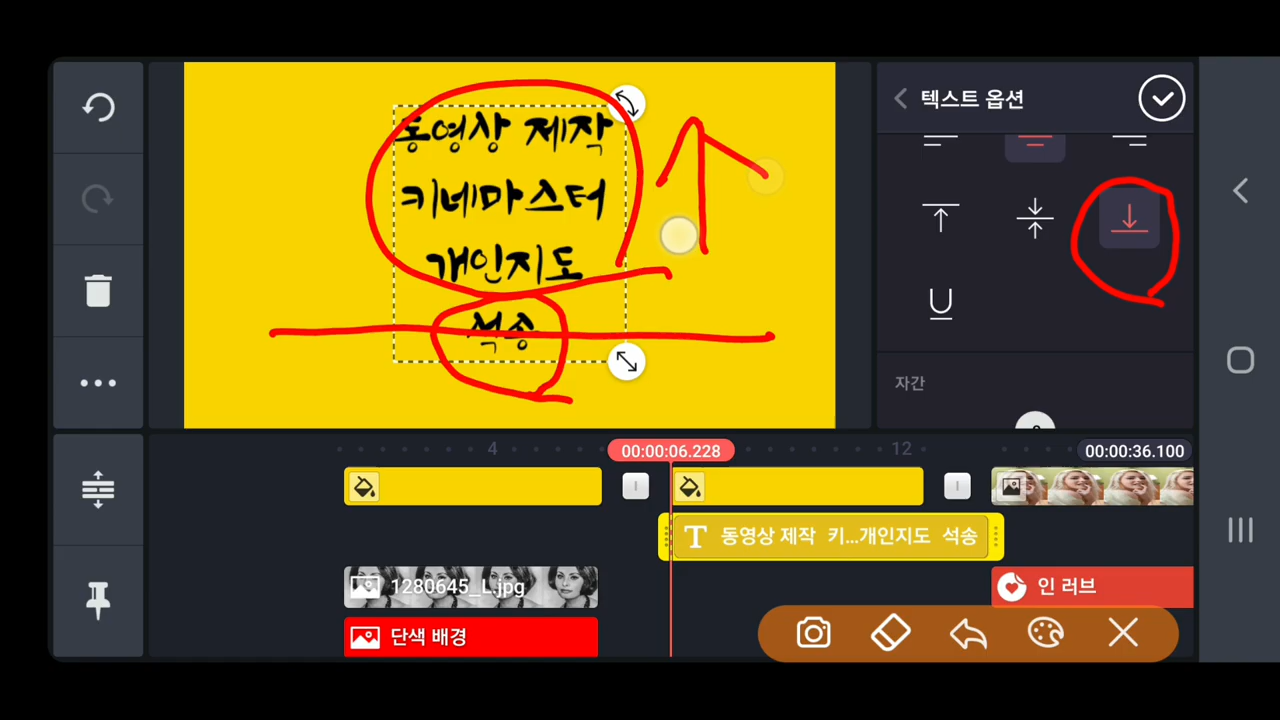 텍스트 옵션
동영상 제작
키네마스터
개인지도
석송
자간
4
00:00:06.228
12
00:00:36.100
T 동영상 제작 키...개인지도 석송
1280645_L.jpg
인 러브
단색 배경